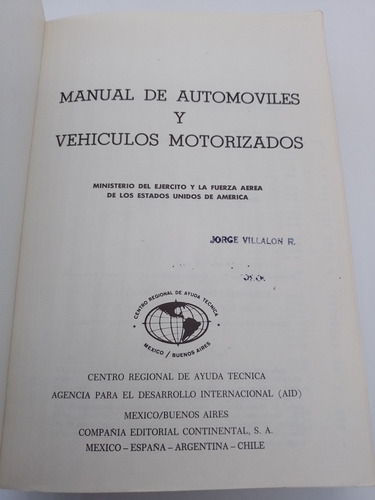 MANUAL DE AUTOMOVILES
Y
VEHICULOS MOTORIZADOS
MINISTERIO DEL EJERCITO Y LA FUERZA AEREA
DE LOS ESTADOS UNIDOS DE AMERICA
JORGE VILLALON R.
CENTRO REGIONAL DE AYUDA TECNICA
MEXICO / BUENOS AIRES
CENTRO REGIONAL DE AYUDA TECNICA
AGENCIA PARA EL DESARROLLO INTERNACIONAL (AID)
MEXICO/BUENOS AIRES
COMPAÑIA EDITORIAL CONTINENTAL, S. A.
MEXICO – ESPAÑA – ARGENTINA – CHILE